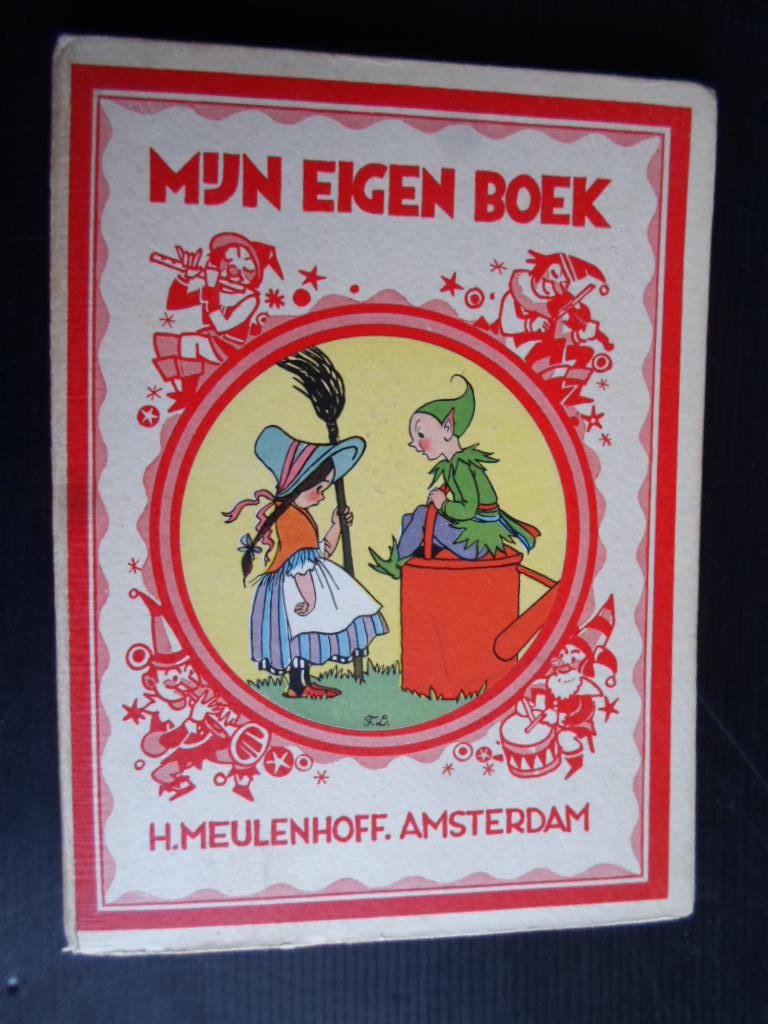 MIJN EIGEN BOEK
F.L.
H.MEULENHOFF. AMSTERDAM